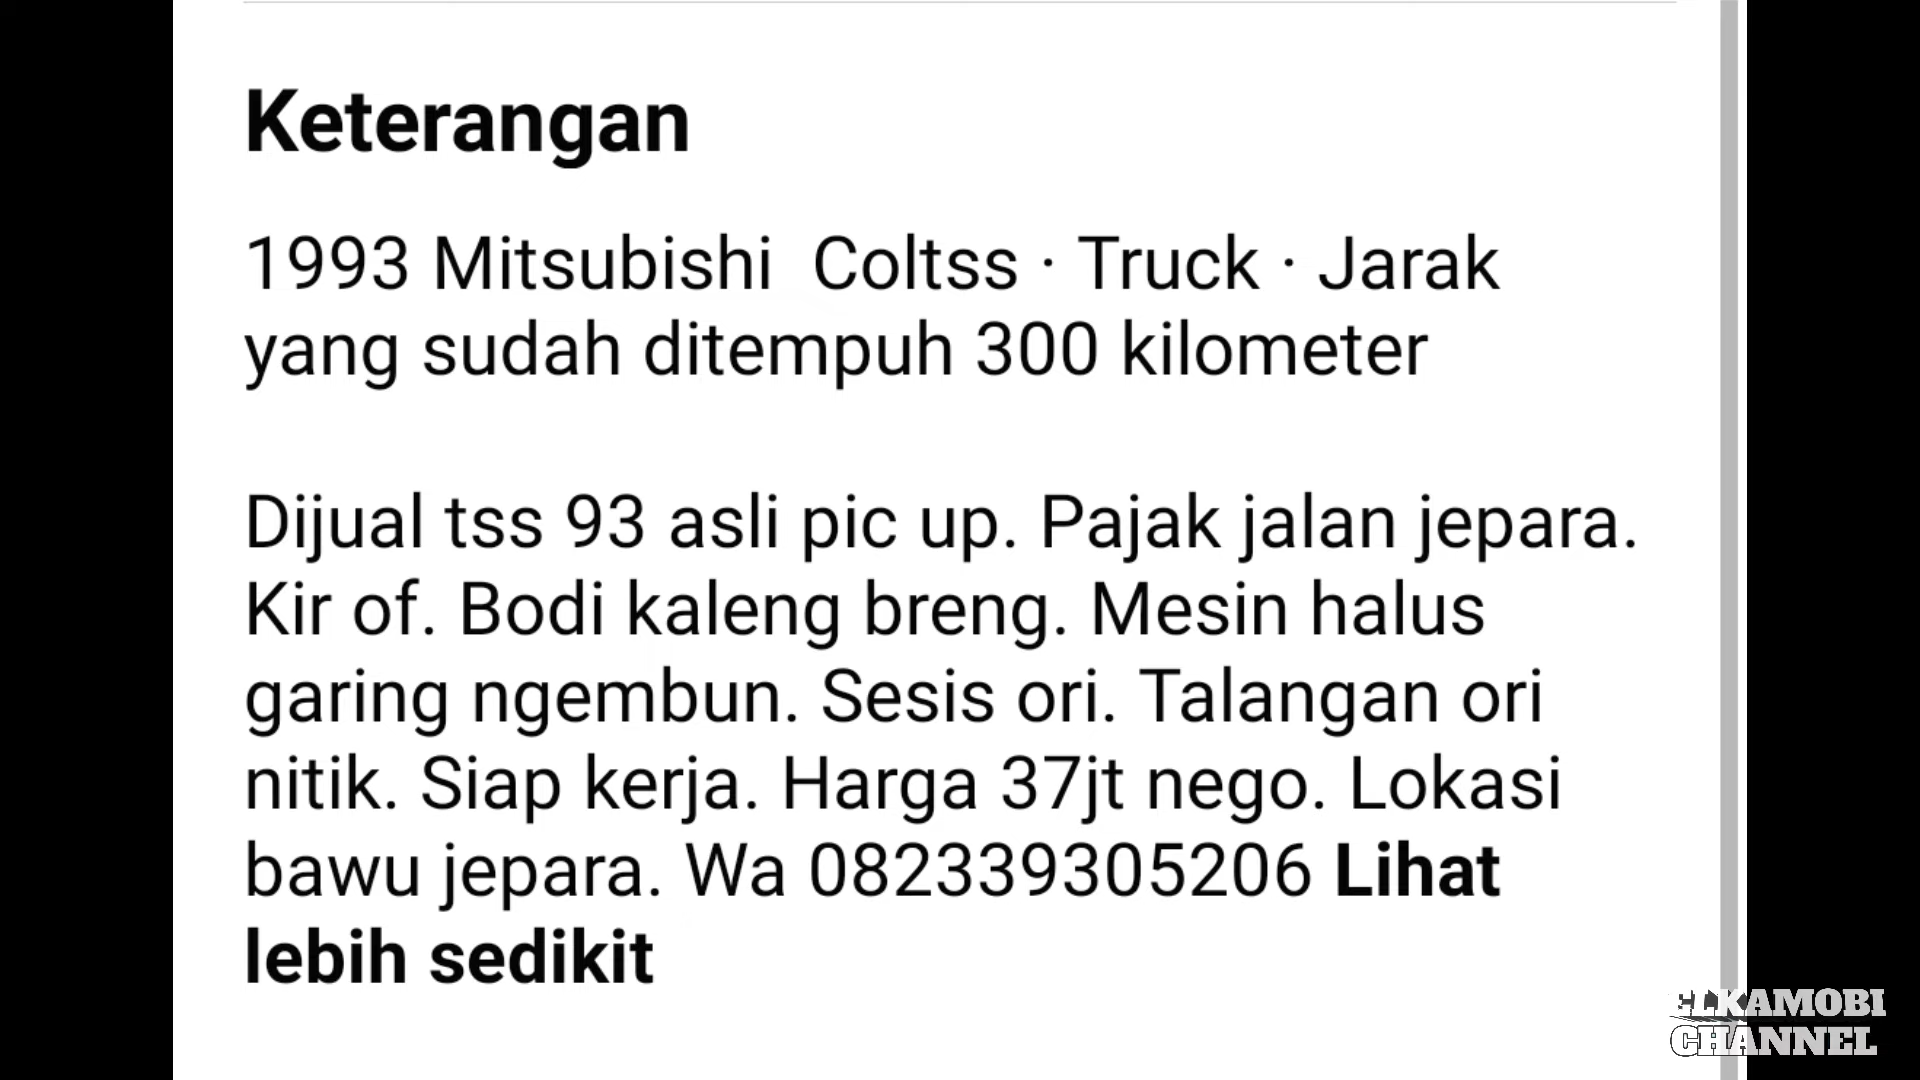 Keterangan
1993 Mitsubishi  Coltss · Truck · Jarak
yang sudah ditempuh 300 kilometer
Dijual tss 93 asli pic up. Pajak jalan jepara.
Kir of. Bodi kaleng breng. Mesin halus
garing ngembun. Sesis ori. Talangan ori
nitik. Siap kerja. Harga 37jt nego. Lokasi
bawu jepara. Wa 082339305206 Lihat
lebih sedikit
ELKAMOBI
CHANNEL